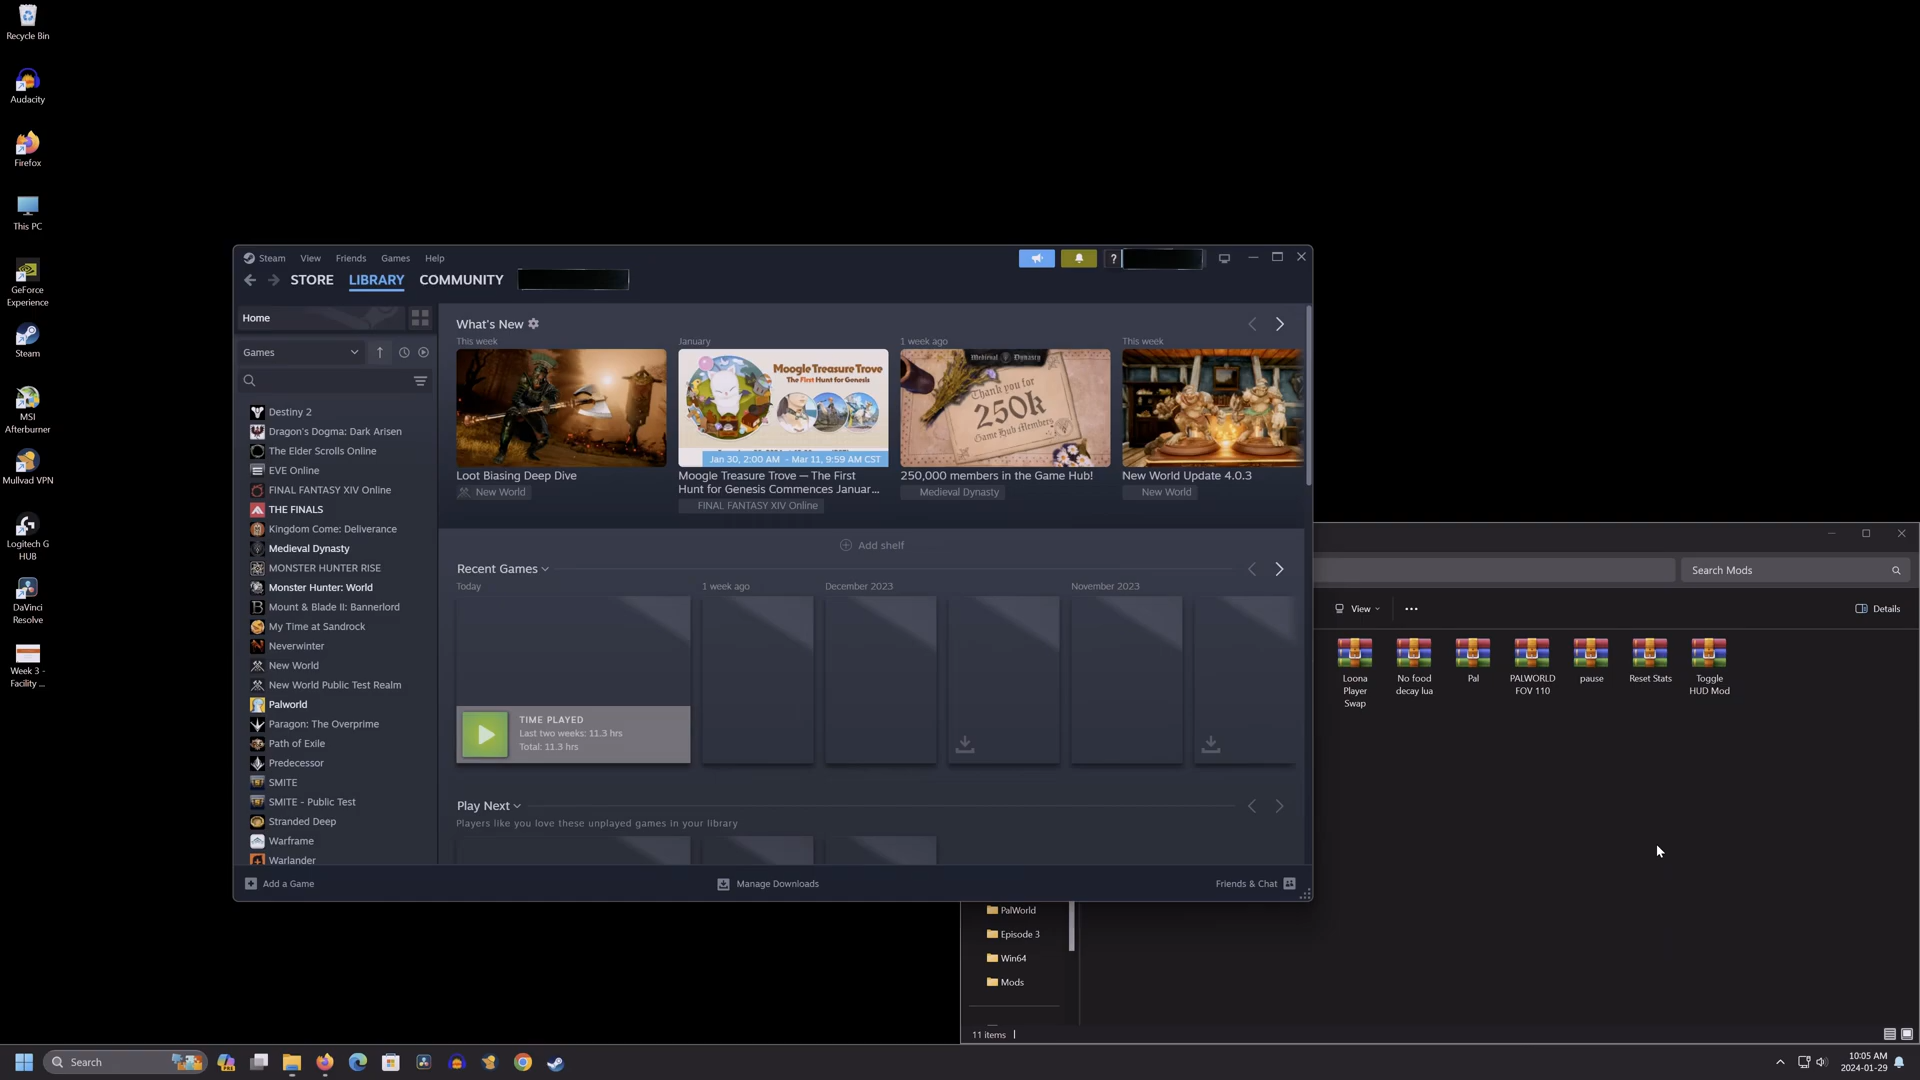 Recycle Bin
Audacity
Firefox
This PC
GeForce
Experience
Steam
MSI
Afterburner
Mullvad VPN
Logitech G
HUB
DaVinci
Resolve
Week 3 -
Facility ...
Steam View Friends Games Help
?
STORE LIBRARY COMMUNITY
Home
Games
Destiny 2
Dragon's Dogma: Dark Arisen
The Elder Scrolls Online
EVE Online
FINAL FANTASY XIV Online
THE FINALS
Kingdom Come: Deliverance
Medieval Dynasty
MONSTER HUNTER RISE
Monster Hunter: World
Mount & Blade II: Bannerlord
My Time at Sandrock
Neverwinter
New World
New World Public Test Realm
Palworld
Paragon: The Overprime
Path of Exile
Predecessor
SMITE
SMITE - Public Test
Stranded Deep
Warframe
Warlander
What's New
This week
Loot Biasing Deep Dive
New World
January
Moogle Treasure Trove
The First Hunt for Genesis
Jan 30, 2:00 AM - Mar 11, 9:59 AM CST
Moogle Treasure Trove — The First
Hunt for Genesis Commences Januar...
FINAL FANTASY XIV Online
1 week ago
Medieval Dynasty
Thank you for
250k
Game Hub Members
250,000 members in the Game Hub!
Medieval Dynasty
This week
New World Update 4.0.3
New World
Add shelf
Recent Games
Today
1 week ago
December 2023
November 2023
TIME PLAYED
Last two weeks: 11.3 hrs
Total: 11.3 hrs
Play Next
Players like you love these unplayed games in your library
Add a Game
Manage Downloads
Friends & Chat
Search Mods
View
...
Details
Loona
Player
Swap
No food
decay lua
Pal
PALWORLD
FOV 110
pause
Reset Stats
Toggle
HUD Mod
PalWorld
Episode 3
Win64
Mods
11 items
Search
PRE
10:05 AM
2024-01-29